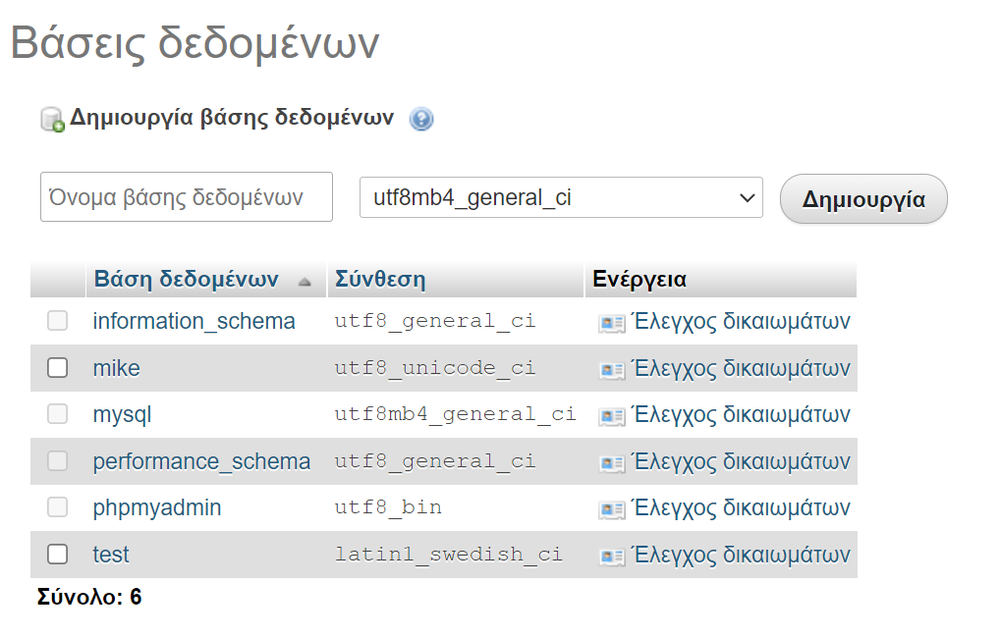 Βάσεις δεδομένων
Δημιουργία βάσης δεδομένων
Όνομα βάσης δεδομένων utf8mb4_general_ci Δημιουργία
Βάση δεδομένων Σύνθεση Ενέργεια
information_schema utf8_general_ci Έλεγχος δικαιωμάτων
mike utf8_unicode_ci Έλεγχος δικαιωμάτων
mysql utf8mb4_general_ci Έλεγχος δικαιωμάτων
performance_schema utf8_general_ci Έλεγχος δικαιωμάτων
phpmyadmin utf8_bin Έλεγχος δικαιωμάτων
test latin1_swedish_ci Έλεγχος δικαιωμάτων
Σύνολο: 6